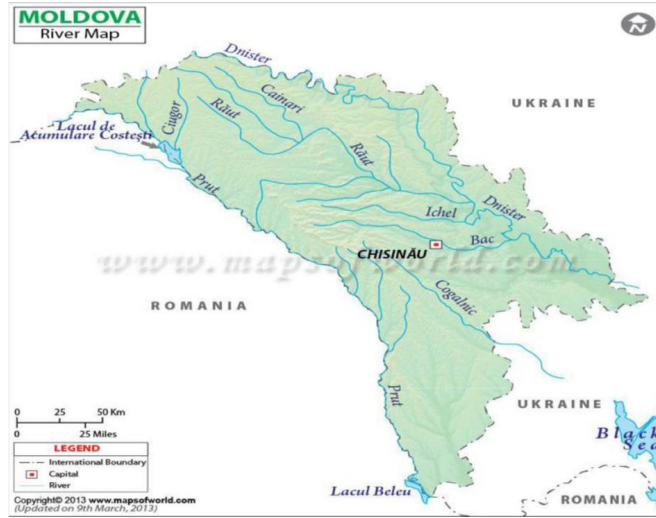 MOLDOVA
River Map
N
Dnister
UKRAINE
Cainari
Răut
Ciugor
Lacul de
Acumulare Costești
Răut
Prut
Ichel
Dnister
Bac
CHISINĂU
www.mapsofworld.com
Cogalnic
ROMANIA
Prut
UKRAINE
Black
Sea
0 25 50 Km
0 25 Miles
LEGEND
International Boundary
Capital
River
Lacul Beleu
ROMANIA
Copyright© 2013 www.mapsofworld.com
(Updated on 9th March, 2013)